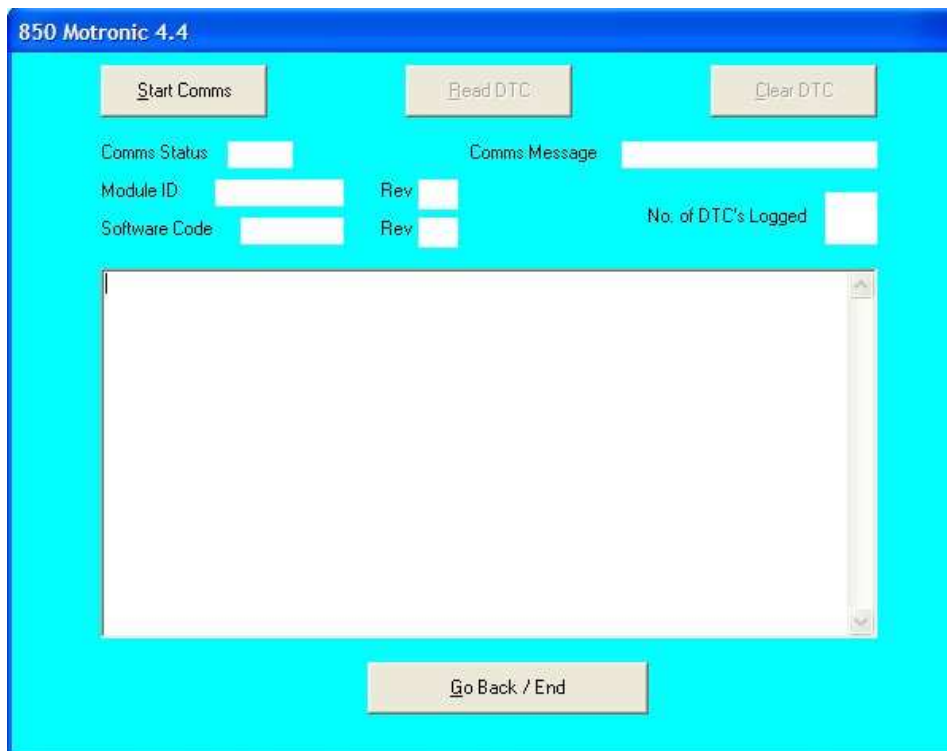 850 Motronic 4.4
Start Comms Read DTC Clear DTC
Comms Status Comms Message
Module ID Rev
No. of DTC's Logged
Software Code Rev
Go Back / End